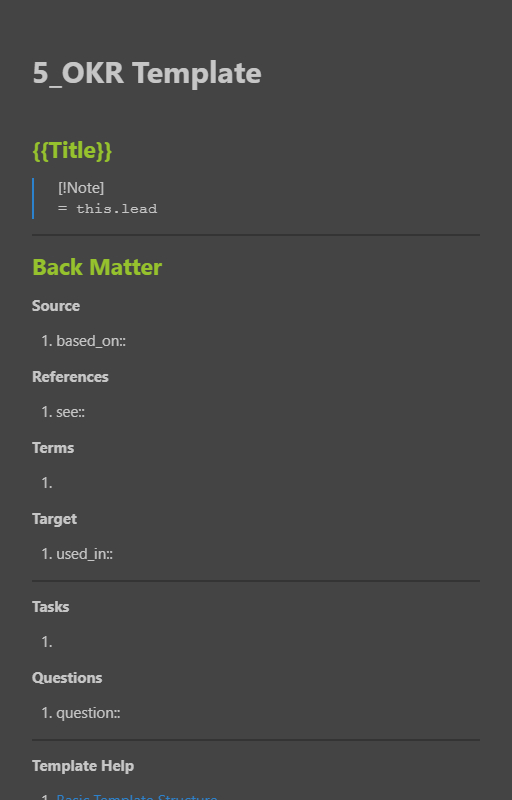 5_OKR Template
{{Title}}
[!Note]
= this.lead
Back Matter
Source
1. based_on::
References
1. see::
Terms
1.
Target
1. used_in::
Tasks
1.
Questions
1. question::
Template Help
1. Basic Template Structure